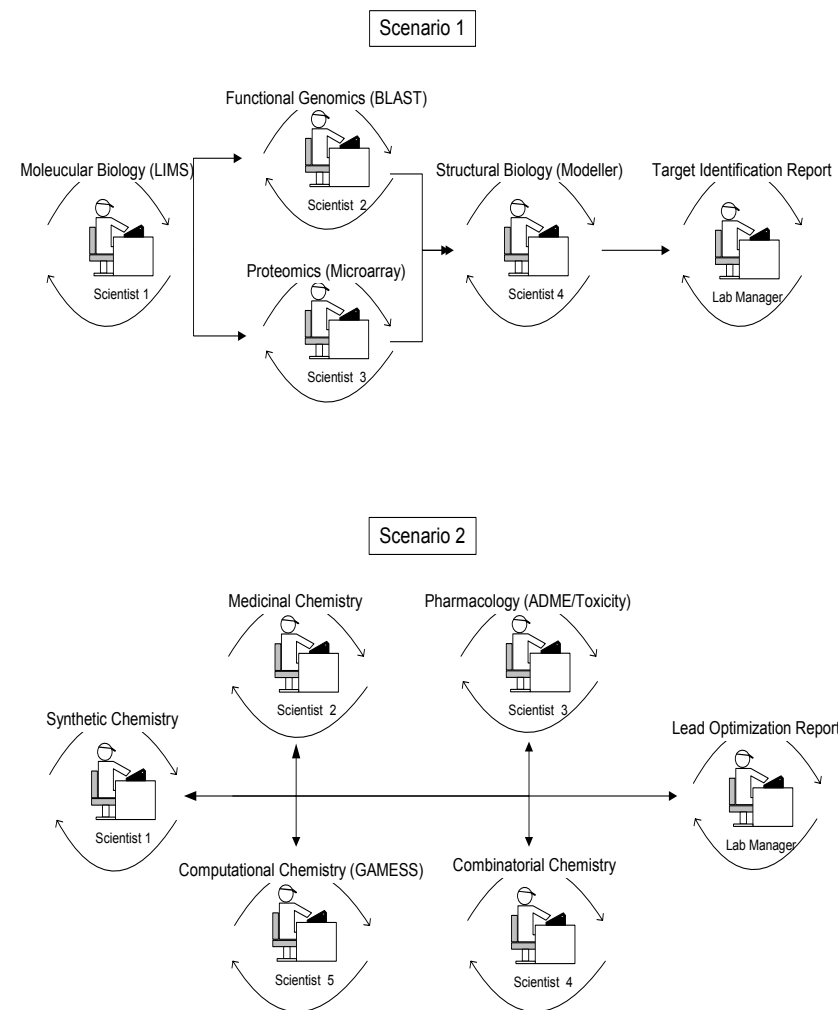 Scenario 1
Functional Genomics (BLAST)
Scientist 2
Moleucular Biology (LIMS)
Scientist 1
Structural Biology (Modeller)
Scientist 4
Target Identification Report
Lab Manager
Proteomics (Microarray)
Scientist 3
Scenario 2
Medicinal Chemistry
Scientist 2
Pharmacology (ADME/Toxicity)
Scientist 3
Synthetic Chemistry
Scientist 1
Lead Optimization Report
Lab Manager
Computational Chemistry (GAMESS)
Scientist 5
Combinatorial Chemistry
Scientist 4